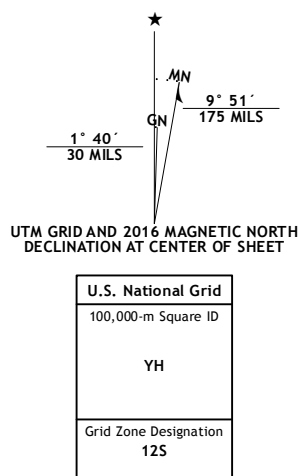 ★
MN
GN
9° 51´
175 MILS
1° 40´
30 MILS
UTM GRID AND 2016 MAGNETIC NORTH
DECLINATION AT CENTER OF SHEET
U.S. National Grid
100,000-m Square ID
YH
Grid Zone Designation
12S